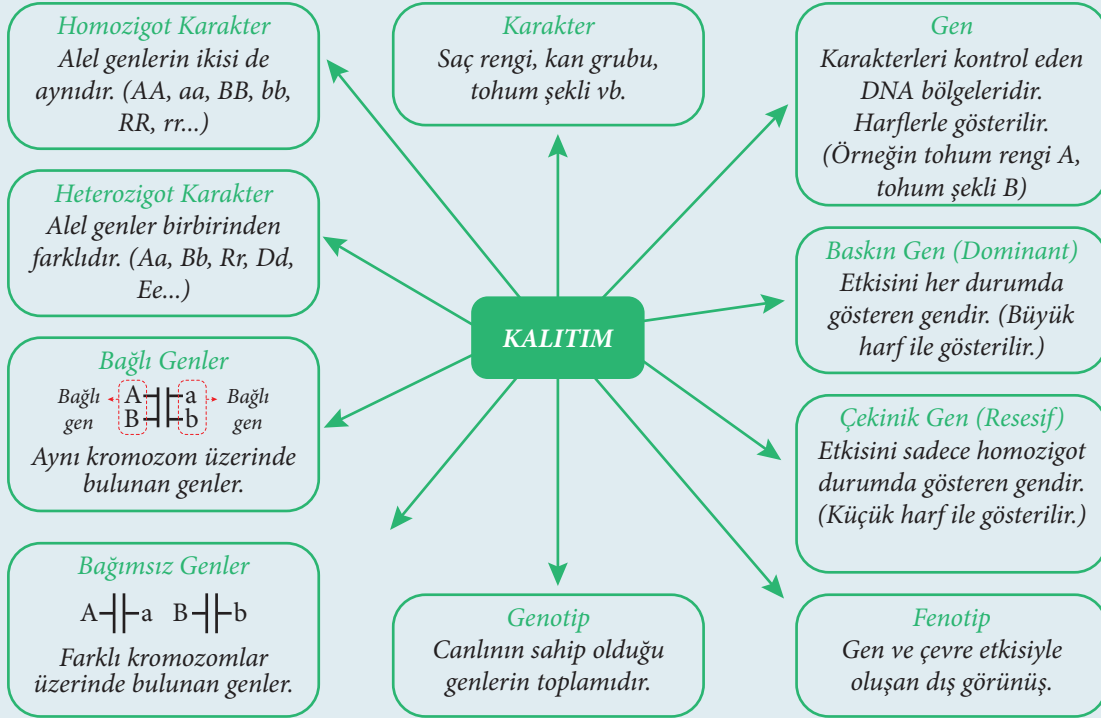 Homozigot Karakter
Alel genlerin ikisi de
aynıdır. (AA, aa, BB, bb,
RR, rr...)
Karakter
Saç rengi, kan grubu,
tohum şekli vb.
Gen
Karakterleri kontrol eden
DNA bölgeleridir.
Harflerle gösterilir.
(Örneğin tohum rengi A,
tohum şekli B)
Heterozigot Karakter
Alel genler birbirinden
farklıdır. (Aa, Bb, Rr, Dd,
Ee...)
Baskın Gen (Dominant)
Etkisini her durumda
gösteren gendir. (Büyük
harf ile gösterilir.)
KALITIM
Bağlı Genler
Bağlı A a Bağlı
gen B b gen
Aynı kromozom üzerinde
bulunan genler.
Çekinik Gen (Resesif)
Etkisini sadece homozigot
durumda gösteren gendir.
(Küçük harf ile gösterilir.)
Bağımsız Genler
A a B b
Farklı kromozomlar
üzerinde bulunan genler.
Genotip
Canlının sahip olduğu
genlerin toplamıdır.
Fenotip
Gen ve çevre etkisiyle
oluşan dış görünüş.